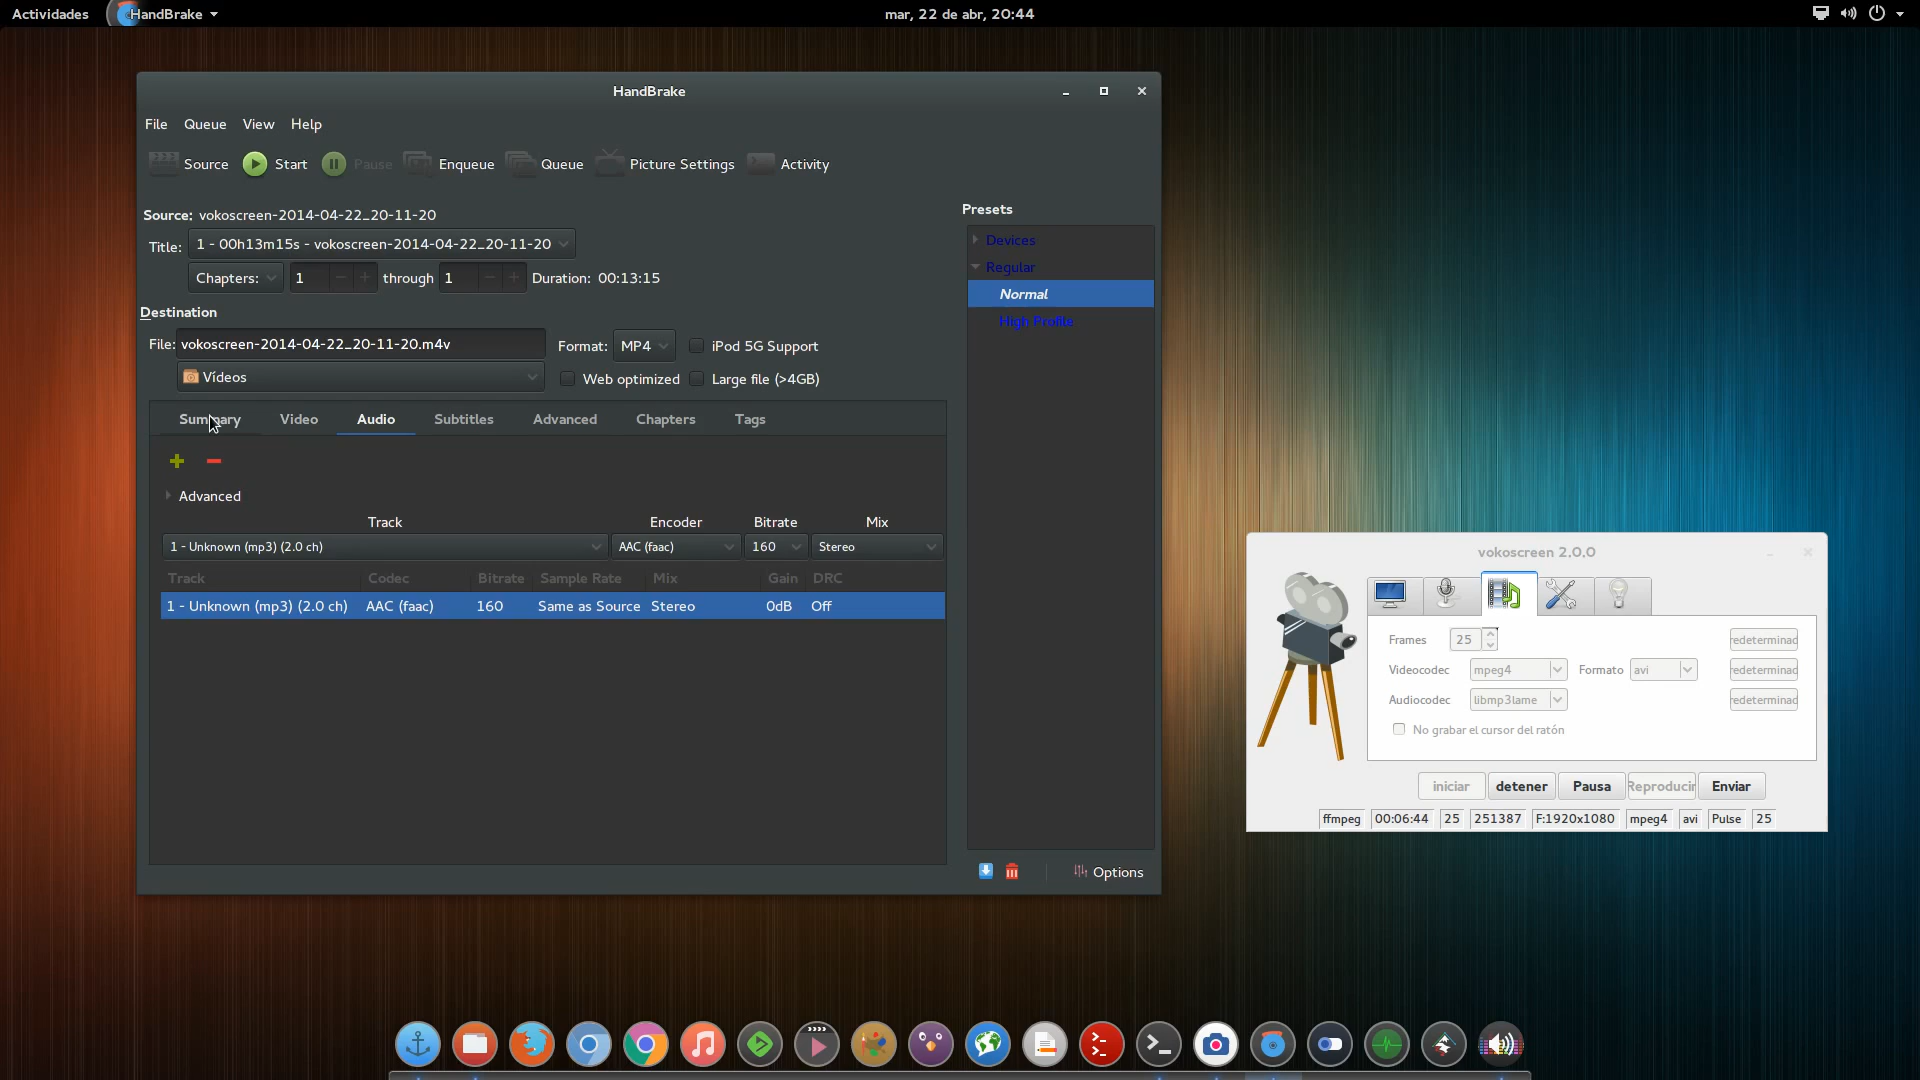 Actividades HandBrake mar, 22 de abr, 20:44
HandBrake
File Queue View Help
Source Start Pause Enqueue Queue Picture Settings Activity
Source: vokoscreen-2014-04-22_20-11-20
Title: 1 - 00h13m15s - vokoscreen-2014-04-22_20-11-20
Chapters: 1 through 1 Duration: 00:13:15
Destination
File: vokoscreen-2014-04-22_20-11-20.m4v Format: MP4 iPod 5G Support
Vídeos Web optimized Large file (>4GB)
Summary Video Audio Subtitles Advanced Chapters Tags
Advanced
Track Encoder Bitrate Mix
1 - Unknown (mp3) (2.0 ch) AAC (faac) 160 Stereo
Track Codec Bitrate Sample Rate Mix Gain DRC
1 - Unknown (mp3) (2.0 ch) AAC (faac) 160 Same as Source Stereo 0dB Off
Presets
Devices
Regular
Normal
High Profile
Options
vokoscreen 2.0.0
Frames 25 redeterminad
Videocodec mpeg4 Formato avi redeterminad
Audiocodec libmp3lame redeterminad
No grabar el cursor del ratón
iniciar detener Pausa Reproducir Enviar
ffmpeg 00:06:44 25 251387 F:1920x1080 mpeg4 avi Pulse 25